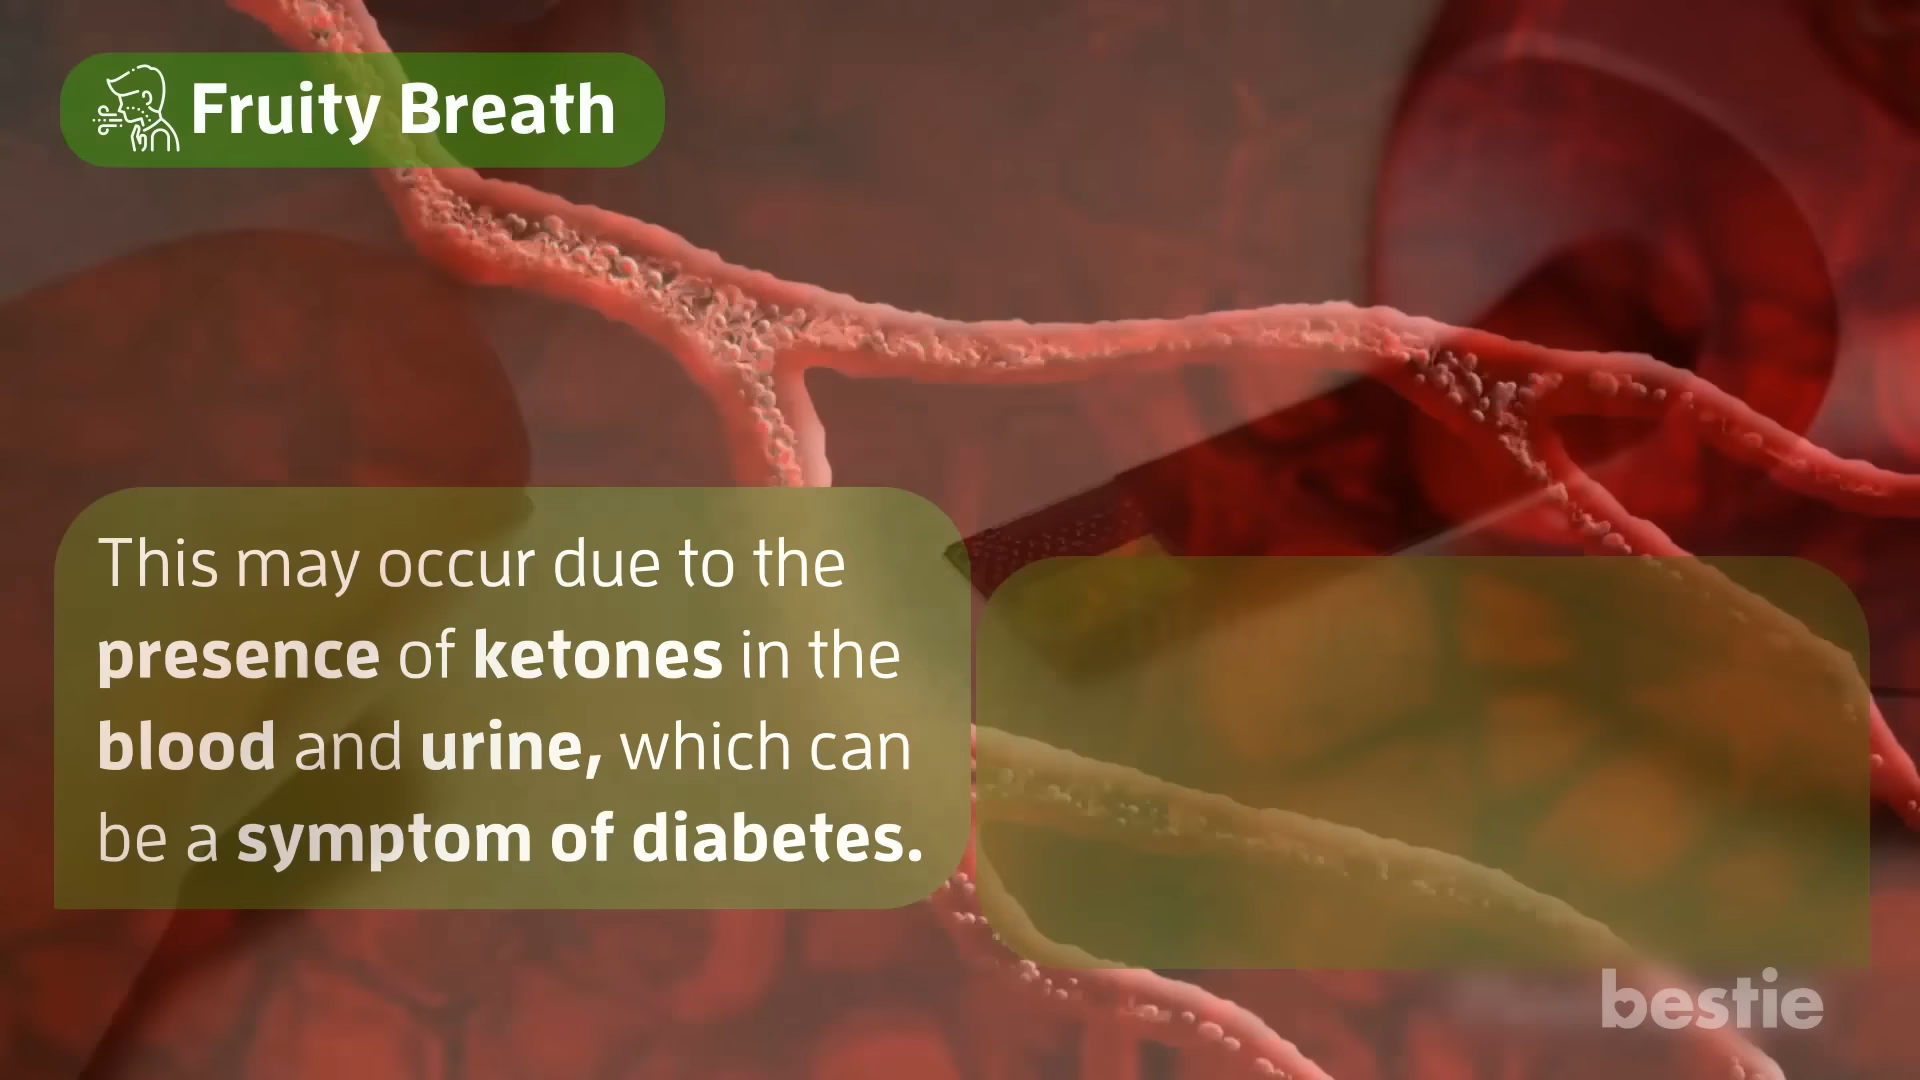 Fruity Breath
This may occur due to the
presence of ketones in the
blood and urine, which can
be a symptom of diabetes.
bestie